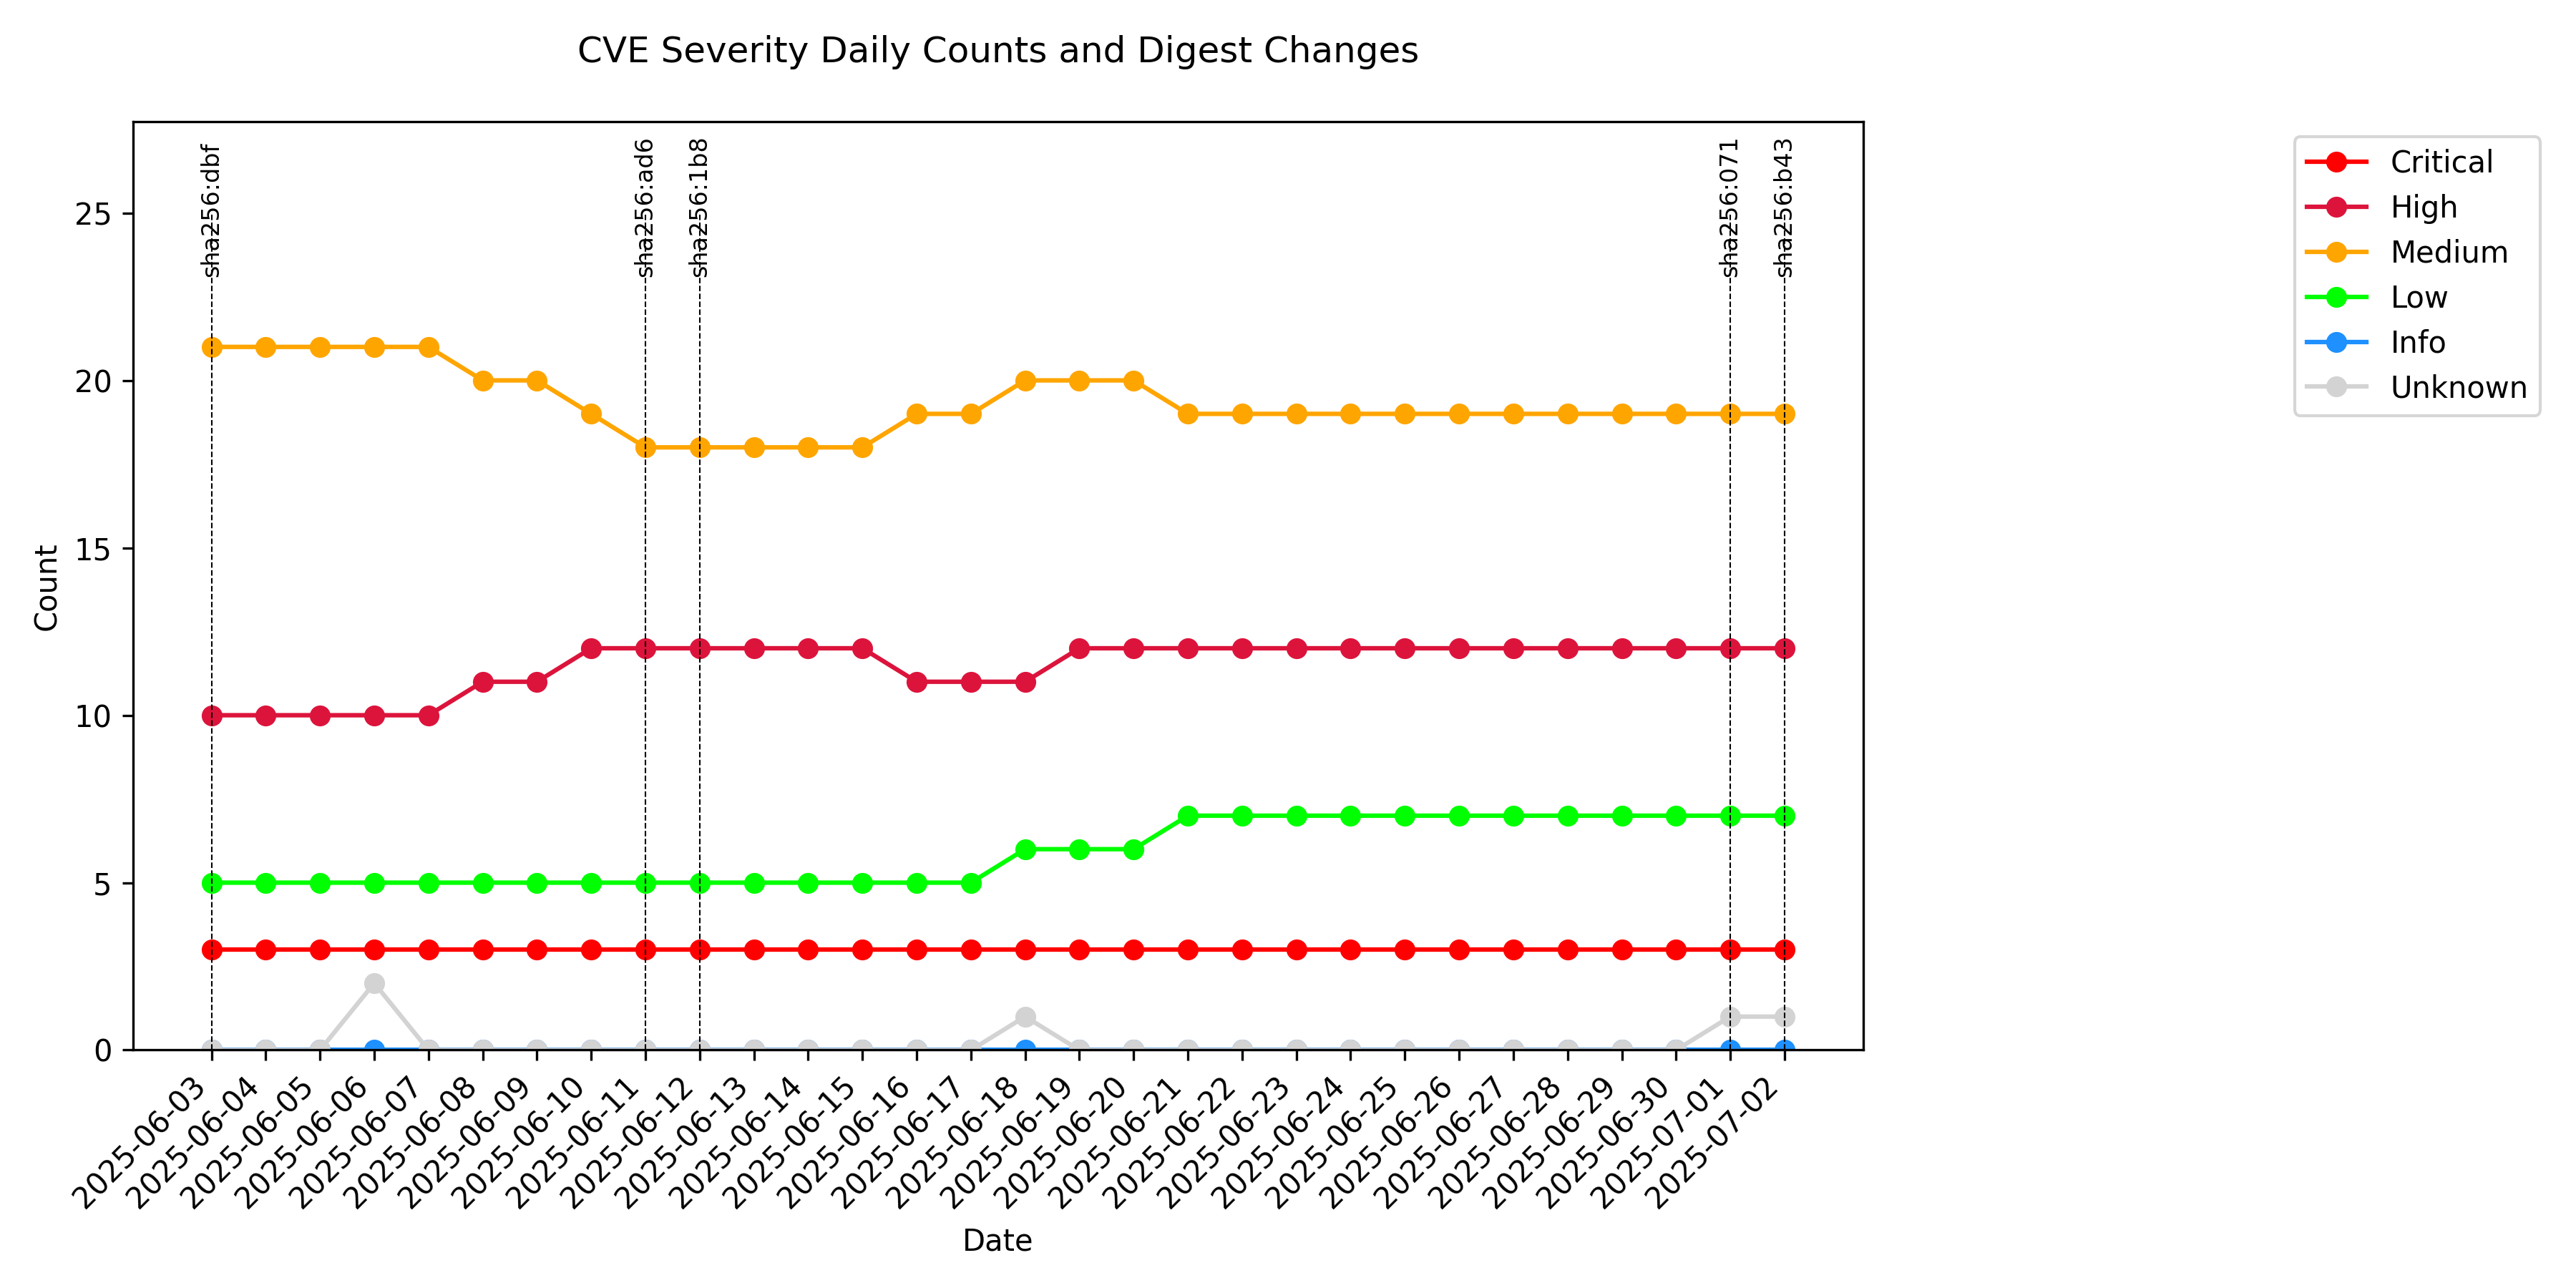 CVE Severity Daily Counts and Digest Changes
sha256:dbf
sha256:ad6
sha256:1b8
sha256:071
sha256:b43
Critical
High
Medium
Low
Info
Unknown
25
20
15
10
5
0
Count
2025-06-03
2025-06-04
2025-06-05
2025-06-06
2025-06-07
2025-06-08
2025-06-09
2025-06-10
2025-06-11
2025-06-12
2025-06-13
2025-06-14
2025-06-15
2025-06-16
2025-06-17
2025-06-18
2025-06-19
2025-06-20
2025-06-21
2025-06-22
2025-06-23
2025-06-24
2025-06-25
2025-06-26
2025-06-27
2025-06-28
2025-06-29
2025-06-30
2025-07-01
2025-07-02
Date